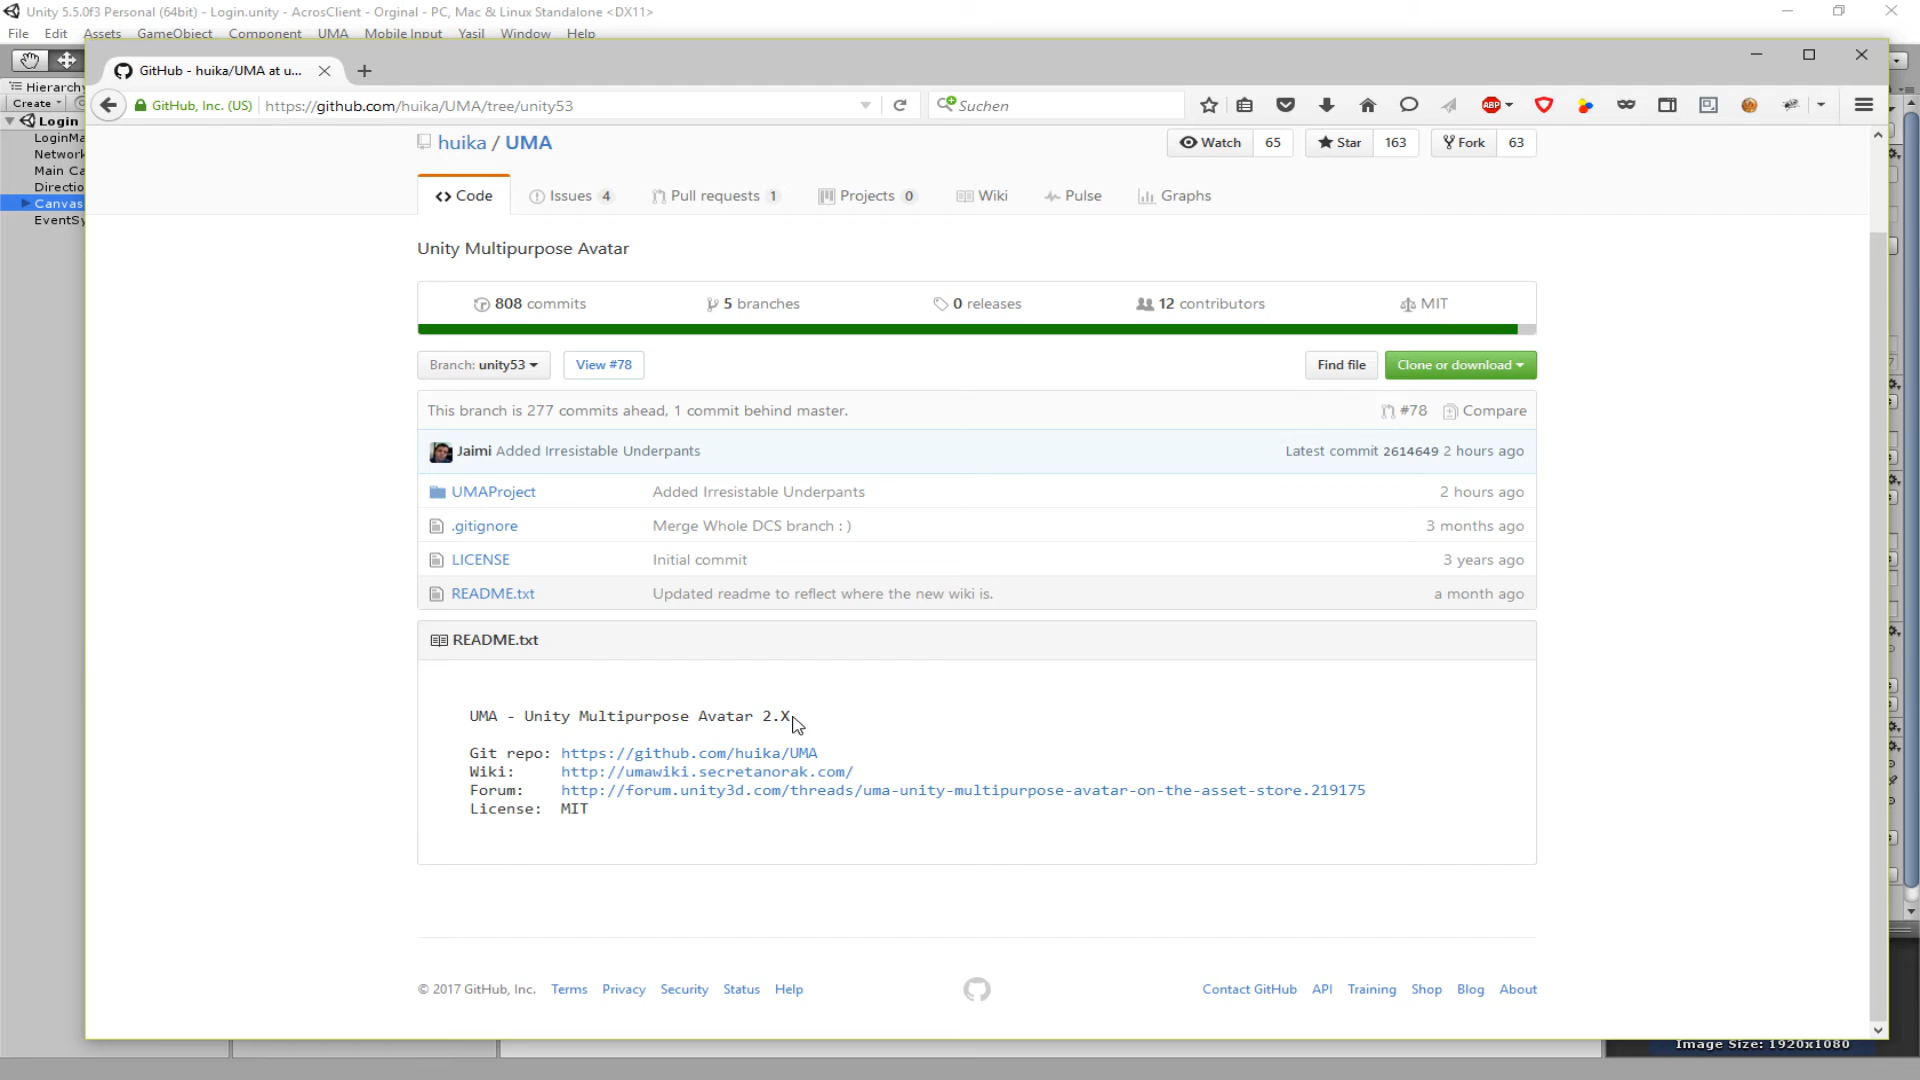 Unity 5.5.0f3 Personal (64bit) - Login.unity - AcrosClient - Orginal - PC, Mac & Linux Standalone <DX11>
File Edit Assets GameObject Component UMA Mobile Input Yasil Window Help
GitHub - huika/UMA at u...
Hierarchy
Create
GitHub, Inc. (US) https://github.com/huika/UMA/tree/unity53
Suchen
ABP
Login
LoginMa
Network
Main Ca
Directio
Canvas
EventSy
huika / UMA
Watch 65 Star 163 Fork 63
Code Issues 4 Pull requests 1 Projects 0 Wiki Pulse Graphs
Unity Multipurpose Avatar
808 commits 5 branches 0 releases 12 contributors MIT
Branch: unity53 View #78 Find file Clone or download
This branch is 277 commits ahead, 1 commit behind master. #78 Compare
Jaimi Added Irresistable Underpants Latest commit 2614649 2 hours ago
UMAProject Added Irresistable Underpants 2 hours ago
.gitignore Merge Whole DCS branch : ) 3 months ago
LICENSE Initial commit 3 years ago
README.txt Updated readme to reflect where the new wiki is. a month ago
README.txt
UMA - Unity Multipurpose Avatar 2.X
Git repo: https://github.com/huika/UMA
Wiki: http://umawiki.secretanorak.com/
Forum: http://forum.unity3d.com/threads/uma-unity-multipurpose-avatar-on-the-asset-store.219175
License: MIT
© 2017 GitHub, Inc. Terms Privacy Security Status Help
Contact GitHub API Training Shop Blog About
Image Size: 1920x1080